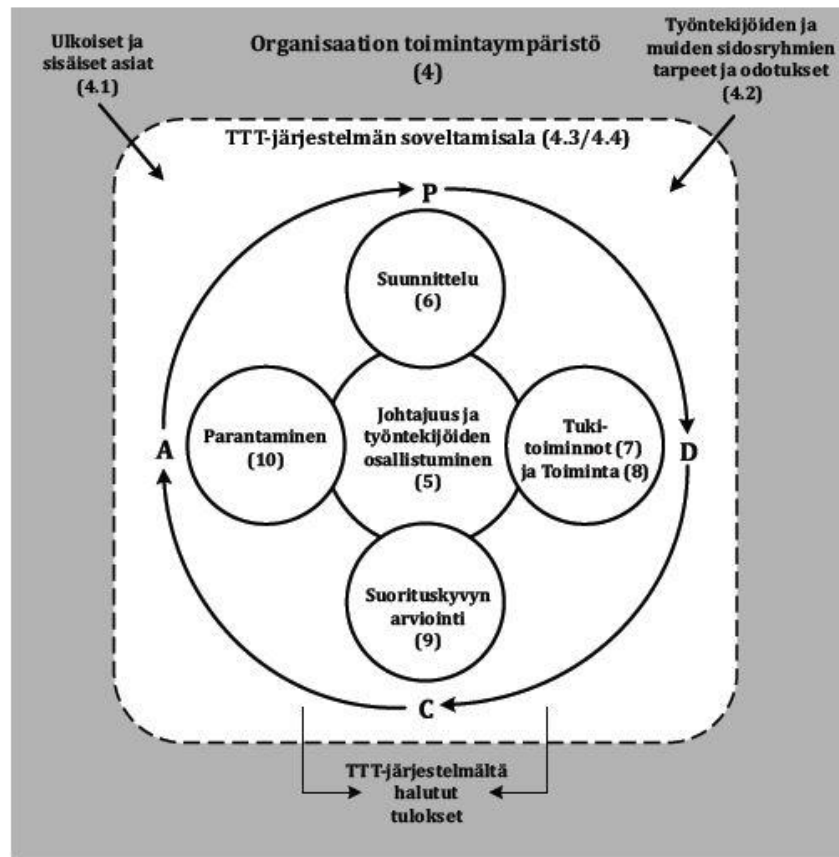 Ulkoiset ja
sisäiset asiat
(4.1)
Organisaation toimintaympäristö
(4)
Työntekijöiden ja
muiden sidosryhmien
tarpeet ja odotukset
(4.2)
TTT-järjestelmän soveltamisala (4.3/4.4)
P
Suunnittelu
(6)
A
Parantaminen
(10)
Johtajuus ja
työntekijöiden
osallistuminen
(5)
Tuki-
toiminnot (7)
ja Toiminta (8)
D
Suorituskyvyn
arviointi
(9)
C
TTT-järjestelmältä
halutut
tulokset